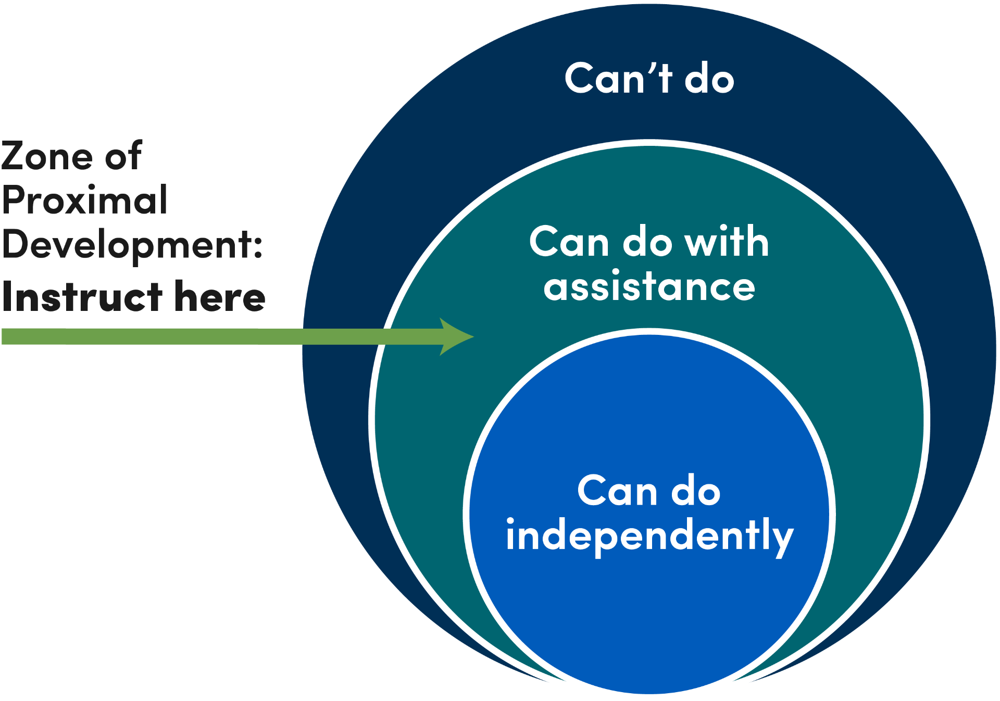 Zone of
Proximal
Development:
Instruct here
Can’t do
Can do with
assistance
Can do
independently